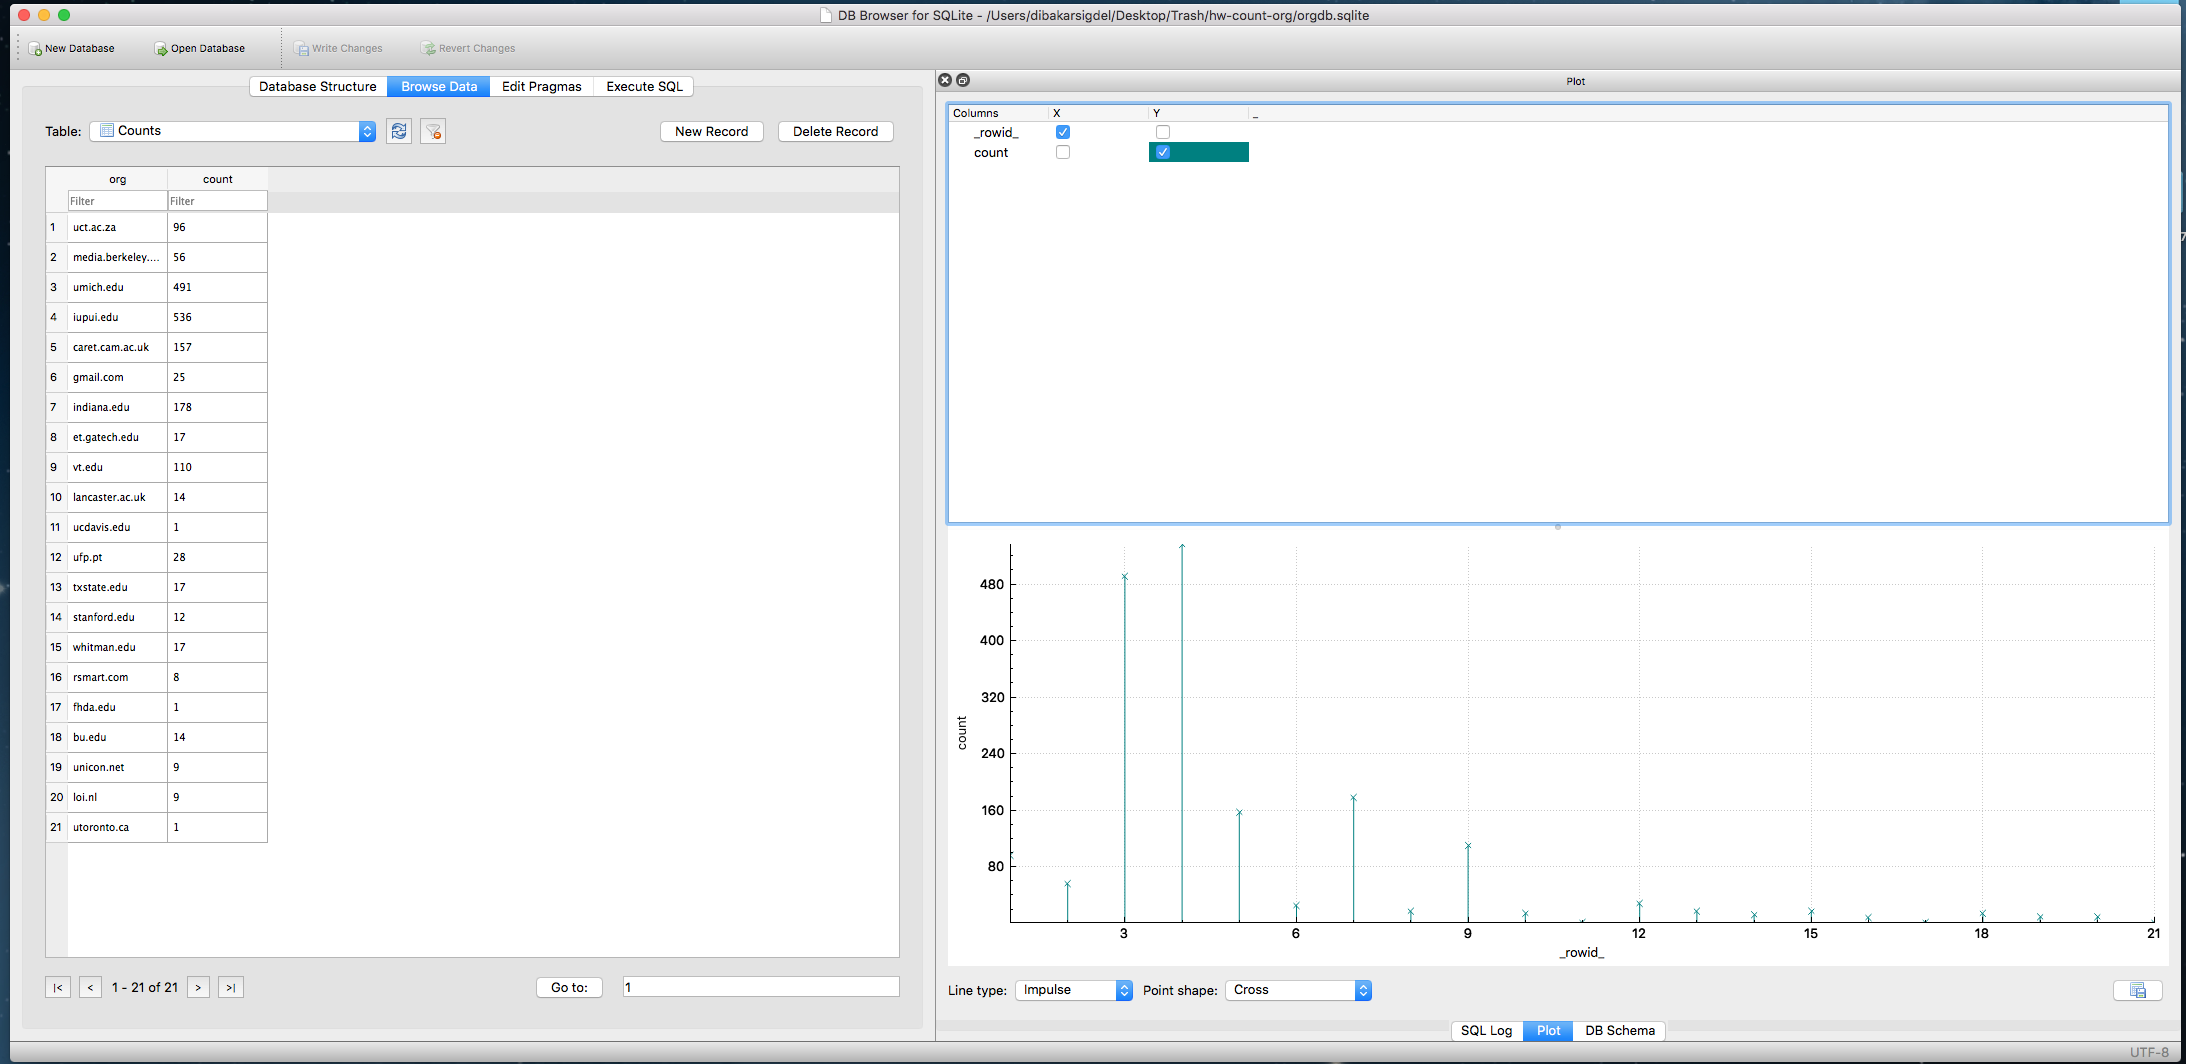 DB Browser for SQLite - /Users/dibakarsigdel/Desktop/Trash/hw-count-org/orgdb.sqlite
New Database Open Database Write Changes Revert Changes
Database Structure Browse Data Edit Pragmas Execute SQL
Table: Counts New Record Delete Record
org count
Filter Filter
1 uct.ac.za 96
2 media.berkeley.... 56
3 umich.edu 491
4 iupui.edu 536
5 caret.cam.ac.uk 157
6 gmail.com 25
7 indiana.edu 178
8 et.gatech.edu 17
9 vt.edu 110
10 lancaster.ac.uk 14
11 ucdavis.edu 1
12 ufp.pt 28
13 txstate.edu 17
14 stanford.edu 12
15 whitman.edu 17
16 rsmart.com 8
17 fhda.edu 1
18 bu.edu 14
19 unicon.net 9
20 loi.nl 9
21 utoronto.ca 1
|< < 1 - 21 of 21 > >| Go to: 1
Plot
Columns X Y _
_rowid_
count
480
400
320
240
160
80
count
3 6 9 12 15 18 21
_rowid_
Line type: Impulse Point shape: Cross
SQL Log Plot DB Schema
UTF-8